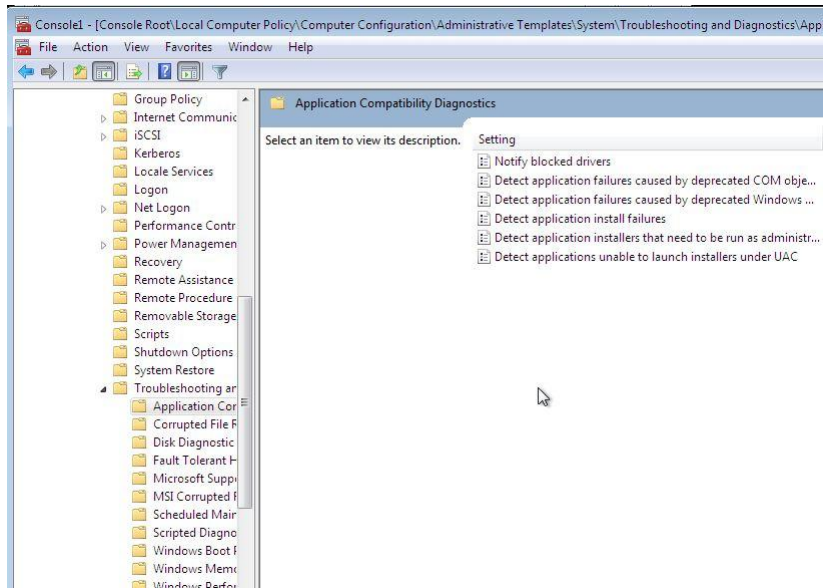 Console1 - [Console Root\Local Computer Policy\Computer Configuration\Administrative Templates\System\Troubleshooting and Diagnostics\App
File Action View Favorites Window Help
Group Policy
Internet Communic
iSCSI
Kerberos
Locale Services
Logon
Net Logon
Performance Contr
Power Managemen
Recovery
Remote Assistance
Remote Procedure
Removable Storage
Scripts
Shutdown Options
System Restore
Troubleshooting an
Application Con
Corrupted File R
Disk Diagnostic
Fault Tolerant H
Microsoft Suppo
MSI Corrupted F
Scheduled Main
Scripted Diagno
Windows Boot P
Windows Memo
Windows Perfor
Application Compatibility Diagnostics
Select an item to view its description.
Setting
Notify blocked drivers
Detect application failures caused by deprecated COM obje...
Detect application failures caused by deprecated Windows ...
Detect application install failures
Detect application installers that need to be run as administr...
Detect applications unable to launch installers under UAC